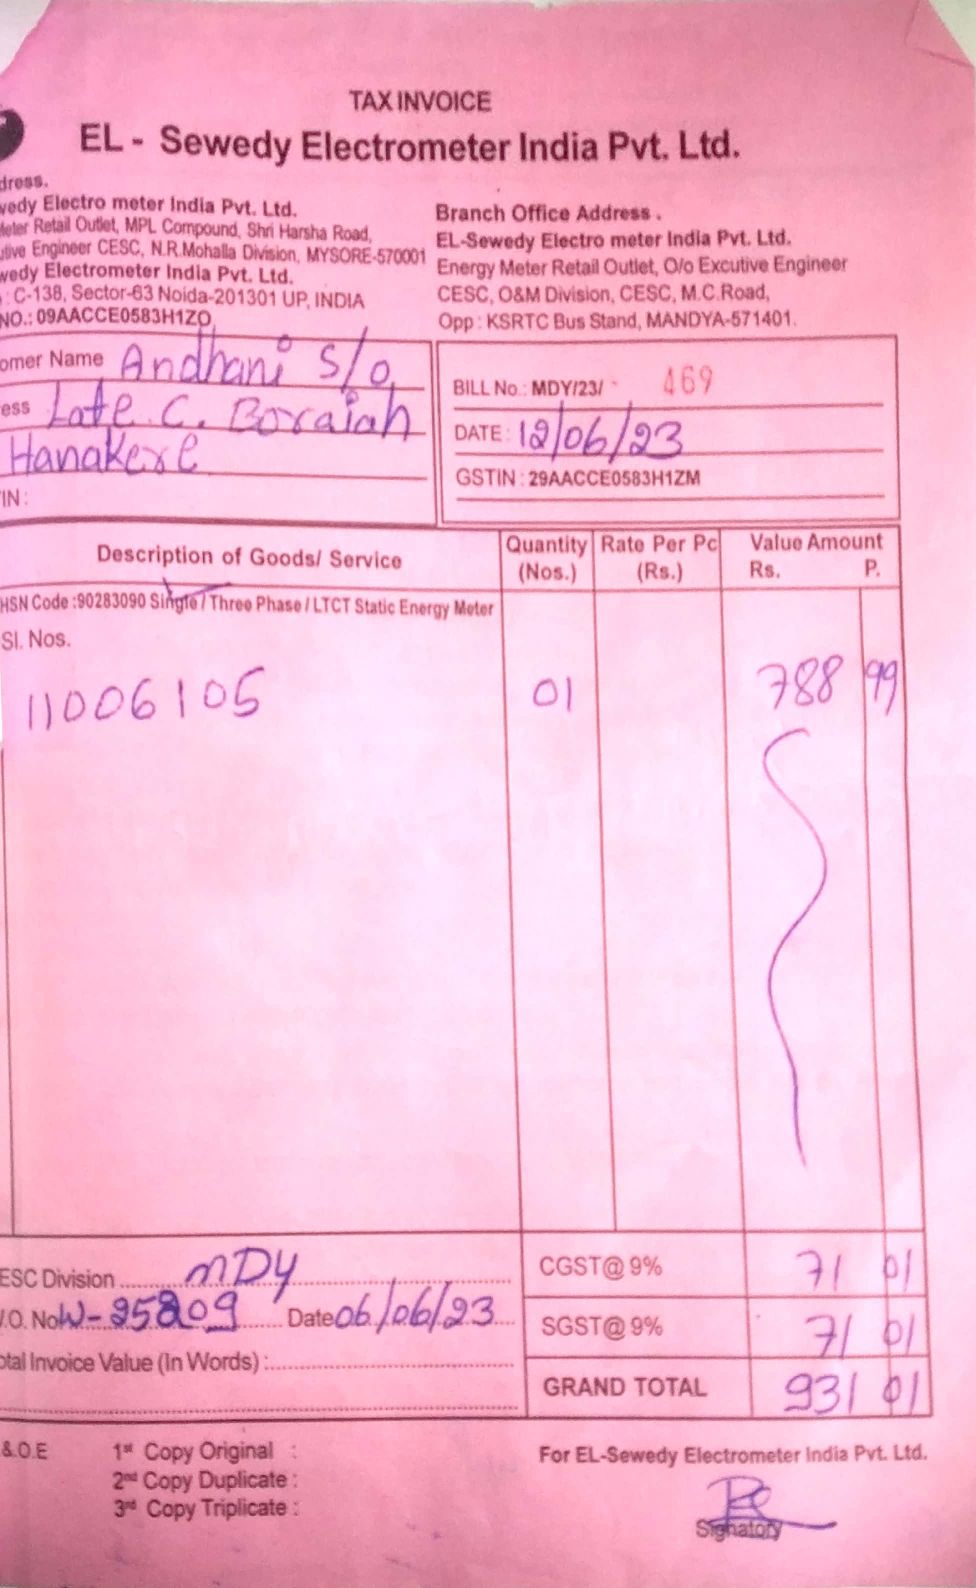 TAX INVOICE
EL - Sewedy Electrometer India Pvt. Ltd.
dress.
wedy Electro meter India Pvt. Ltd.
Meter Retail Outlet, MPL Compound, Shri Harsha Road,
utive Engineer CESC, N.R.Mohalla Division, MYSORE-570001
wedy Electrometer India Pvt. Ltd.
: C-138, Sector-63 Noida-201301 UP, INDIA
NO.: 09AACCE0583H1ZO
Branch Office Address .
EL-Sewedy Electro meter India Pvt. Ltd.
Energy Meter Retail Outlet, O/o Excutive Engineer
CESC, O&M Division, CESC, M.C.Road,
Opp : KSRTC Bus Stand, MANDYA-571401.
omer Name Andhani S/o
ess Late. C. Boraiah
Hanakere
IN :
BILL No.: MDY/23/ 469
DATE : 12/06/23
GSTIN : 29AACCE0583H1ZM
Description of Goods/ Service Quantity (Nos.) Rate Per Pc (Rs.) Value Amount Rs. P.
HSN Code :90283090 Single / Three Phase / LTCT Static Energy Meter
Sl. Nos.
11006105 01 788 99
ESC Division MDY
.O. No. Date 06/06/23
otal Invoice Value (In Words) :
CGST@ 9% 71 01
SGST@ 9% 71 01
GRAND TOTAL 931 01
&.O.E
1st Copy Original :
2nd Copy Duplicate :
3rd Copy Triplicate :
For EL-Sewedy Electrometer India Pvt. Ltd.
Signatory